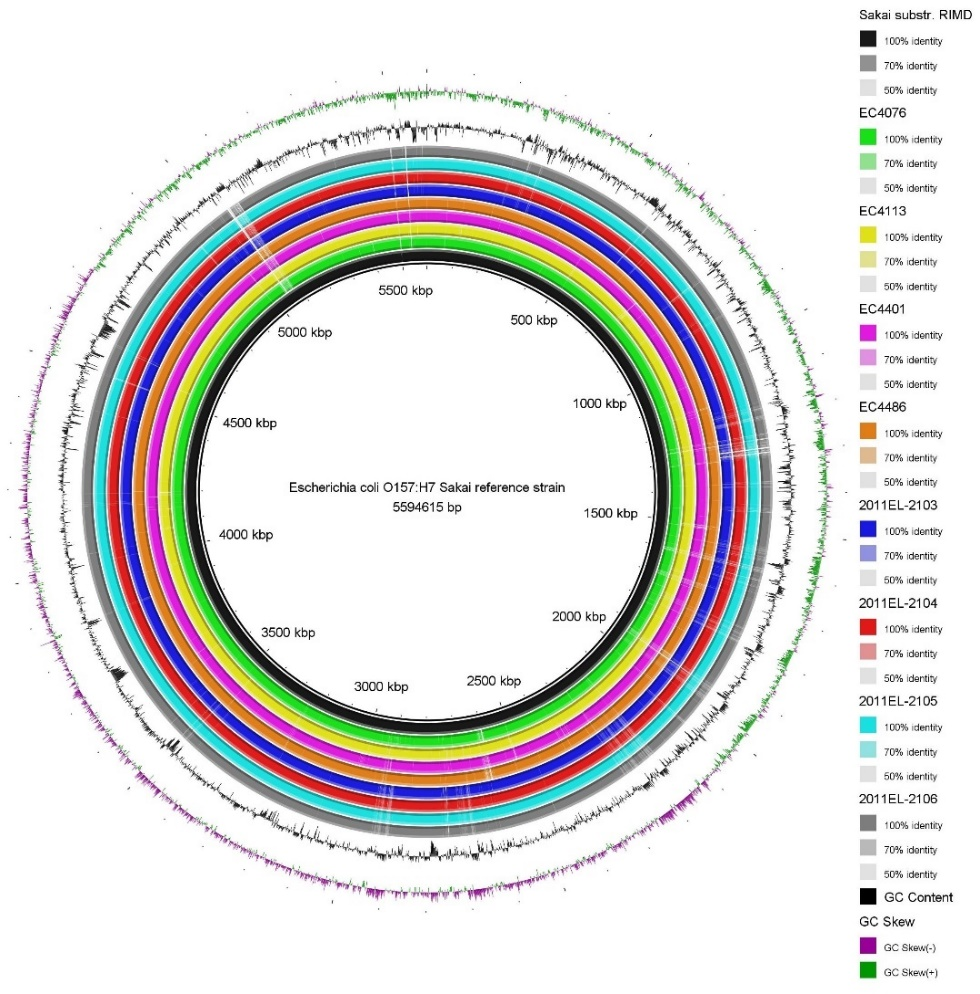 Sakai substr. RIMD
100% identity
70% identity
50% identity
EC4076
100% identity
70% identity
50% identity
EC4113
100% identity
70% identity
50% identity
EC4401
100% identity
70% identity
50% identity
EC4486
100% identity
70% identity
50% identity
2011EL-2103
100% identity
70% identity
50% identity
2011EL-2104
100% identity
70% identity
50% identity
2011EL-2105
100% identity
70% identity
50% identity
2011EL-2106
100% identity
70% identity
50% identity
GC Content
GC Skew
GC Skew(-)
GC Skew(+)
5500 kbp
500 kbp
1000 kbp
1500 kbp
2000 kbp
2500 kbp
3000 kbp
3500 kbp
4000 kbp
4500 kbp
5000 kbp
Escherichia coli O157:H7 Sakai reference strain
5594615 bp